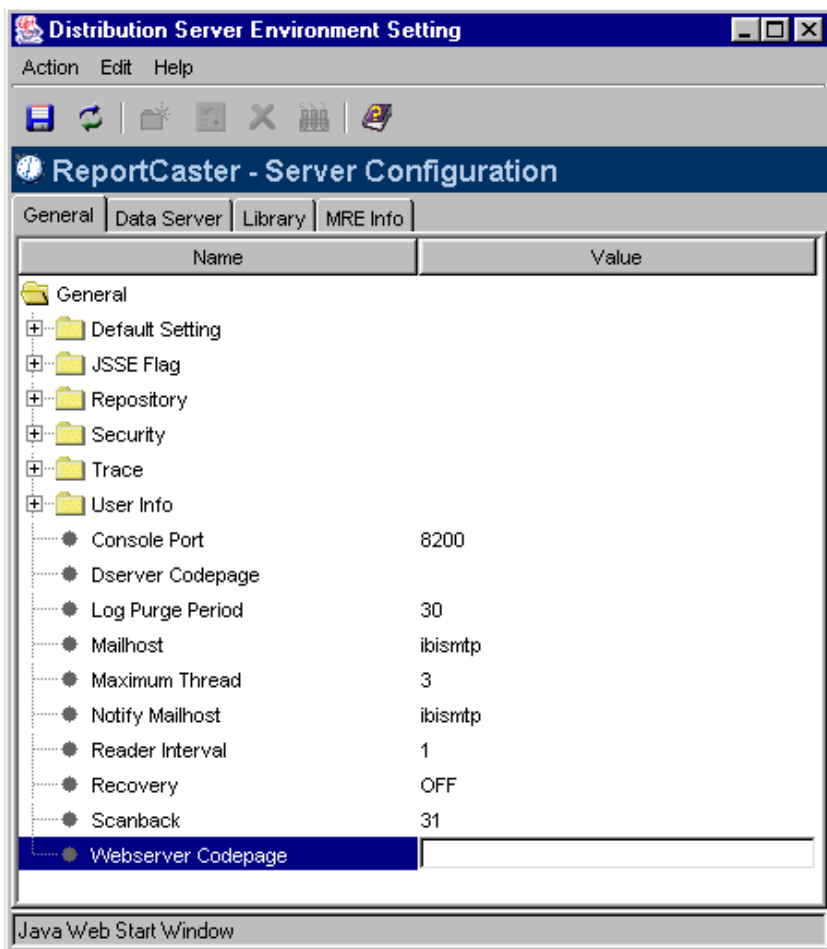 Distribution Server Environment Setting
Action Edit Help
ReportCaster - Server Configuration
General Data Server Library MRE Info
Name Value
General
Default Setting
JSSE Flag
Repository
Security
Trace
User Info
Console Port 8200
Dserver Codepage
Log Purge Period 30
Mailhost ibismtp
Maximum Thread 3
Notify Mailhost ibismtp
Reader Interval 1
Recovery OFF
Scanback 31
Webserver Codepage
Java Web Start Window